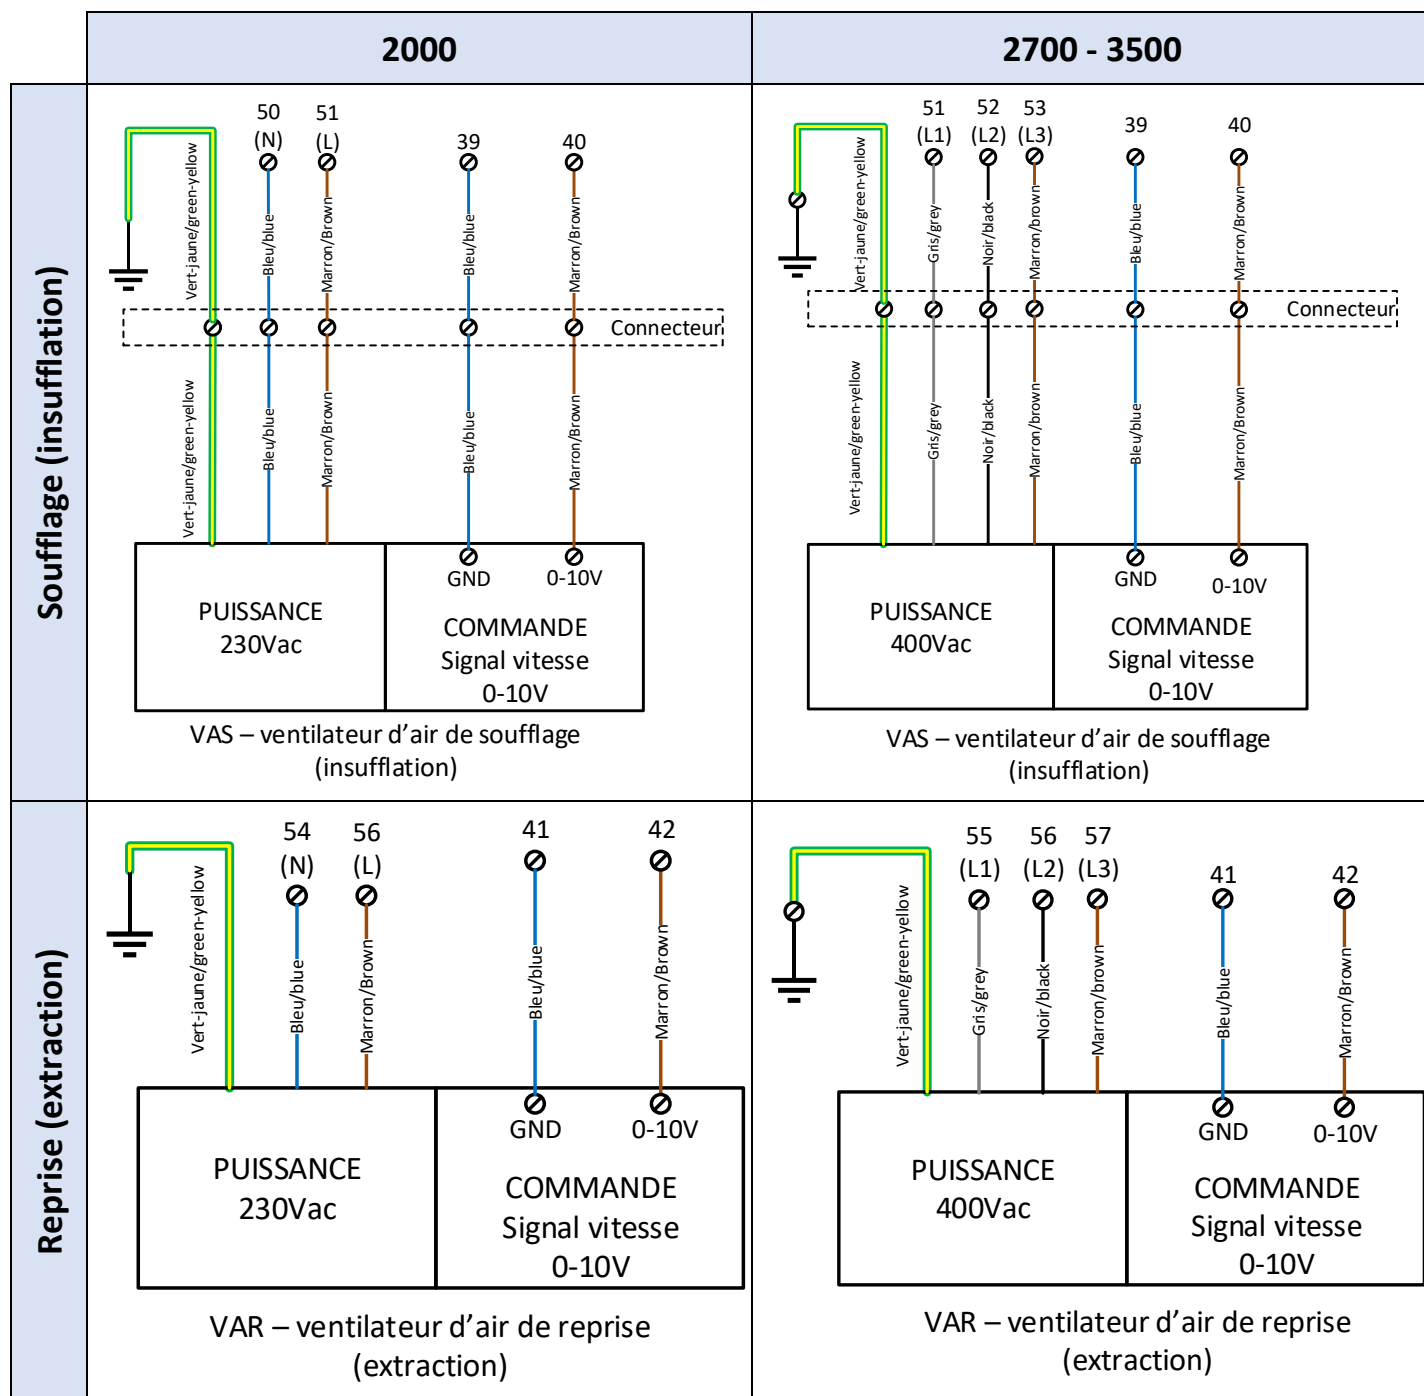 2000
2700 - 3500
Soufflage (insufflation)
50
(N)
51
(L)
39
40
Vert-jaune/green-yellow
Bleu/blue
Marron/Brown
Bleu/blue
Marron/Brown
Connecteur
Vert-jaune/green-yellow
Bleu/blue
Marron/Brown
Bleu/blue
Marron/Brown
GND
0-10V
PUISSANCE
230Vac
COMMANDE
Signal vitesse
0-10V
VAS – ventilateur d’air de soufflage
(insufflation)
51
(L1)
52
(L2)
53
(L3)
39
40
Vert-jaune/green-yellow
Gris/grey
Noir/black
Marron/brown
Bleu/blue
Marron/Brown
Connecteur
Vert-jaune/green-yellow
Gris/grey
Noir/black
Marron/brown
Bleu/blue
Marron/Brown
GND
0-10V
PUISSANCE
400Vac
COMMANDE
Signal vitesse
0-10V
VAS – ventilateur d’air de soufflage
(insufflation)
Reprise (extraction)
54
(N)
56
(L)
41
42
Vert-jaune/green-yellow
Bleu/blue
Marron/Brown
Bleu/blue
Marron/Brown
GND
0-10V
PUISSANCE
230Vac
COMMANDE
Signal vitesse
0-10V
VAR – ventilateur d’air de reprise
(extraction)
55
(L1)
56
(L2)
57
(L3)
41
42
Vert-jaune/green-yellow
Gris/grey
Noir/black
Marron/brown
Bleu/blue
Marron/Brown
GND
0-10V
PUISSANCE
400Vac
COMMANDE
Signal vitesse
0-10V
VAR – ventilateur d’air de reprise
(extraction)